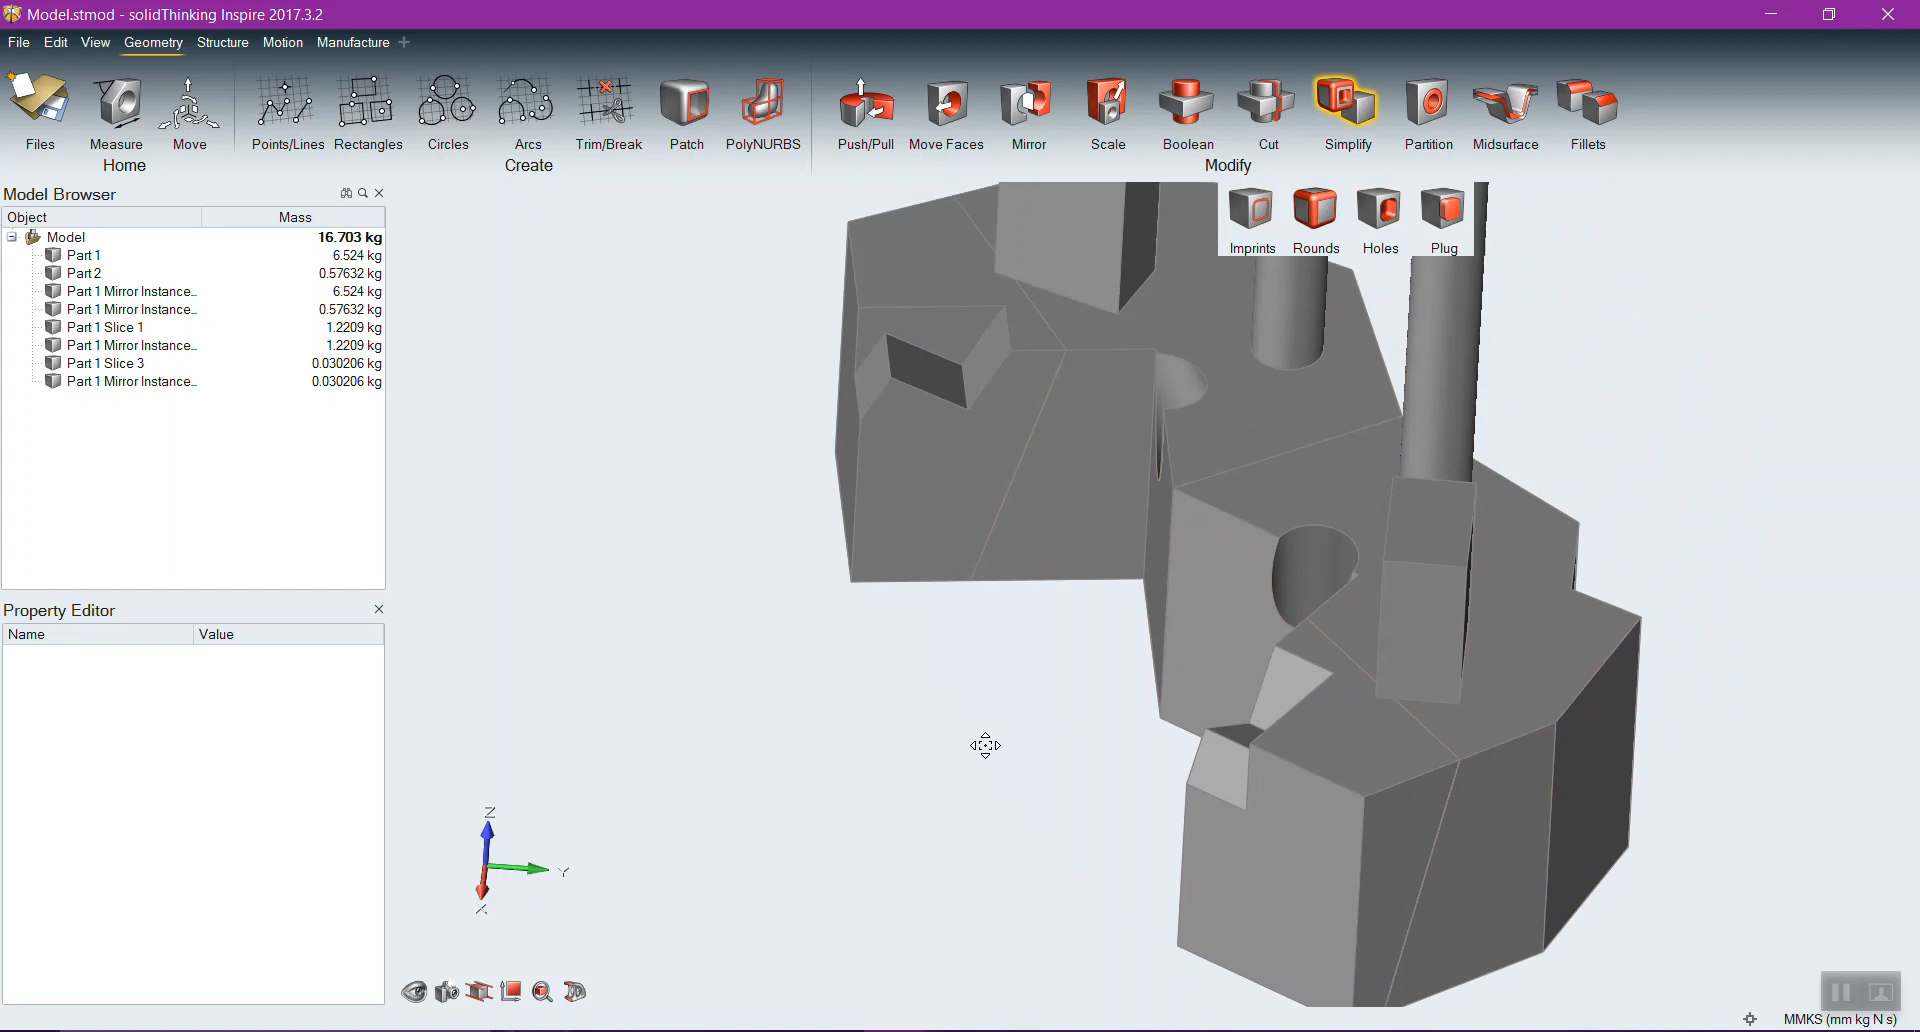 Model.stmod - solidThinking Inspire 2017.3.2
File Edit View Geometry Structure Motion Manufacture
Files Measure Move Points/Lines Rectangles Circles Arcs Trim/Break Patch PolyNURBS Push/Pull Move Faces Mirror Scale Boolean Cut Simplify Partition Midsurface Fillets
Home Create Modify
Imprints Rounds Holes Plug
Model Browser
Object Mass
Model 16.703 kg
Part 1 6.524 kg
Part 2 0.57632 kg
Part 1 Mirror Instance... 6.524 kg
Part 1 Mirror Instance... 0.57632 kg
Part 1 Slice 1 1.2209 kg
Part 1 Mirror Instance... 1.2209 kg
Part 1 Slice 3 0.030206 kg
Part 1 Mirror Instance... 0.030206 kg
Property Editor
Name Value
Z
Y
X
MMKS (mm kg N s)